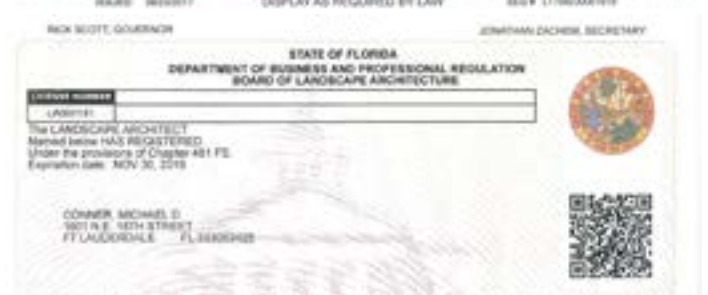 DISPLAY AS REQUIRED BY LAW
RICK SCOTT, GOVERNOR
JONATHAN ZACHEM, SECRETARY
STATE OF FLORIDA
DEPARTMENT OF BUSINESS AND PROFESSIONAL REGULATION
BOARD OF LANDSCAPE ARCHITECTURE
LICENSE NUMBER
The LANDSCAPE ARCHITECT
Named below HAS REGISTERED
Under the provisions of Chapter 481 FS.
Expiration date: NOV 30, 2019
CONNER, MICHAEL D
STREET
FT LAUDERDALE FL